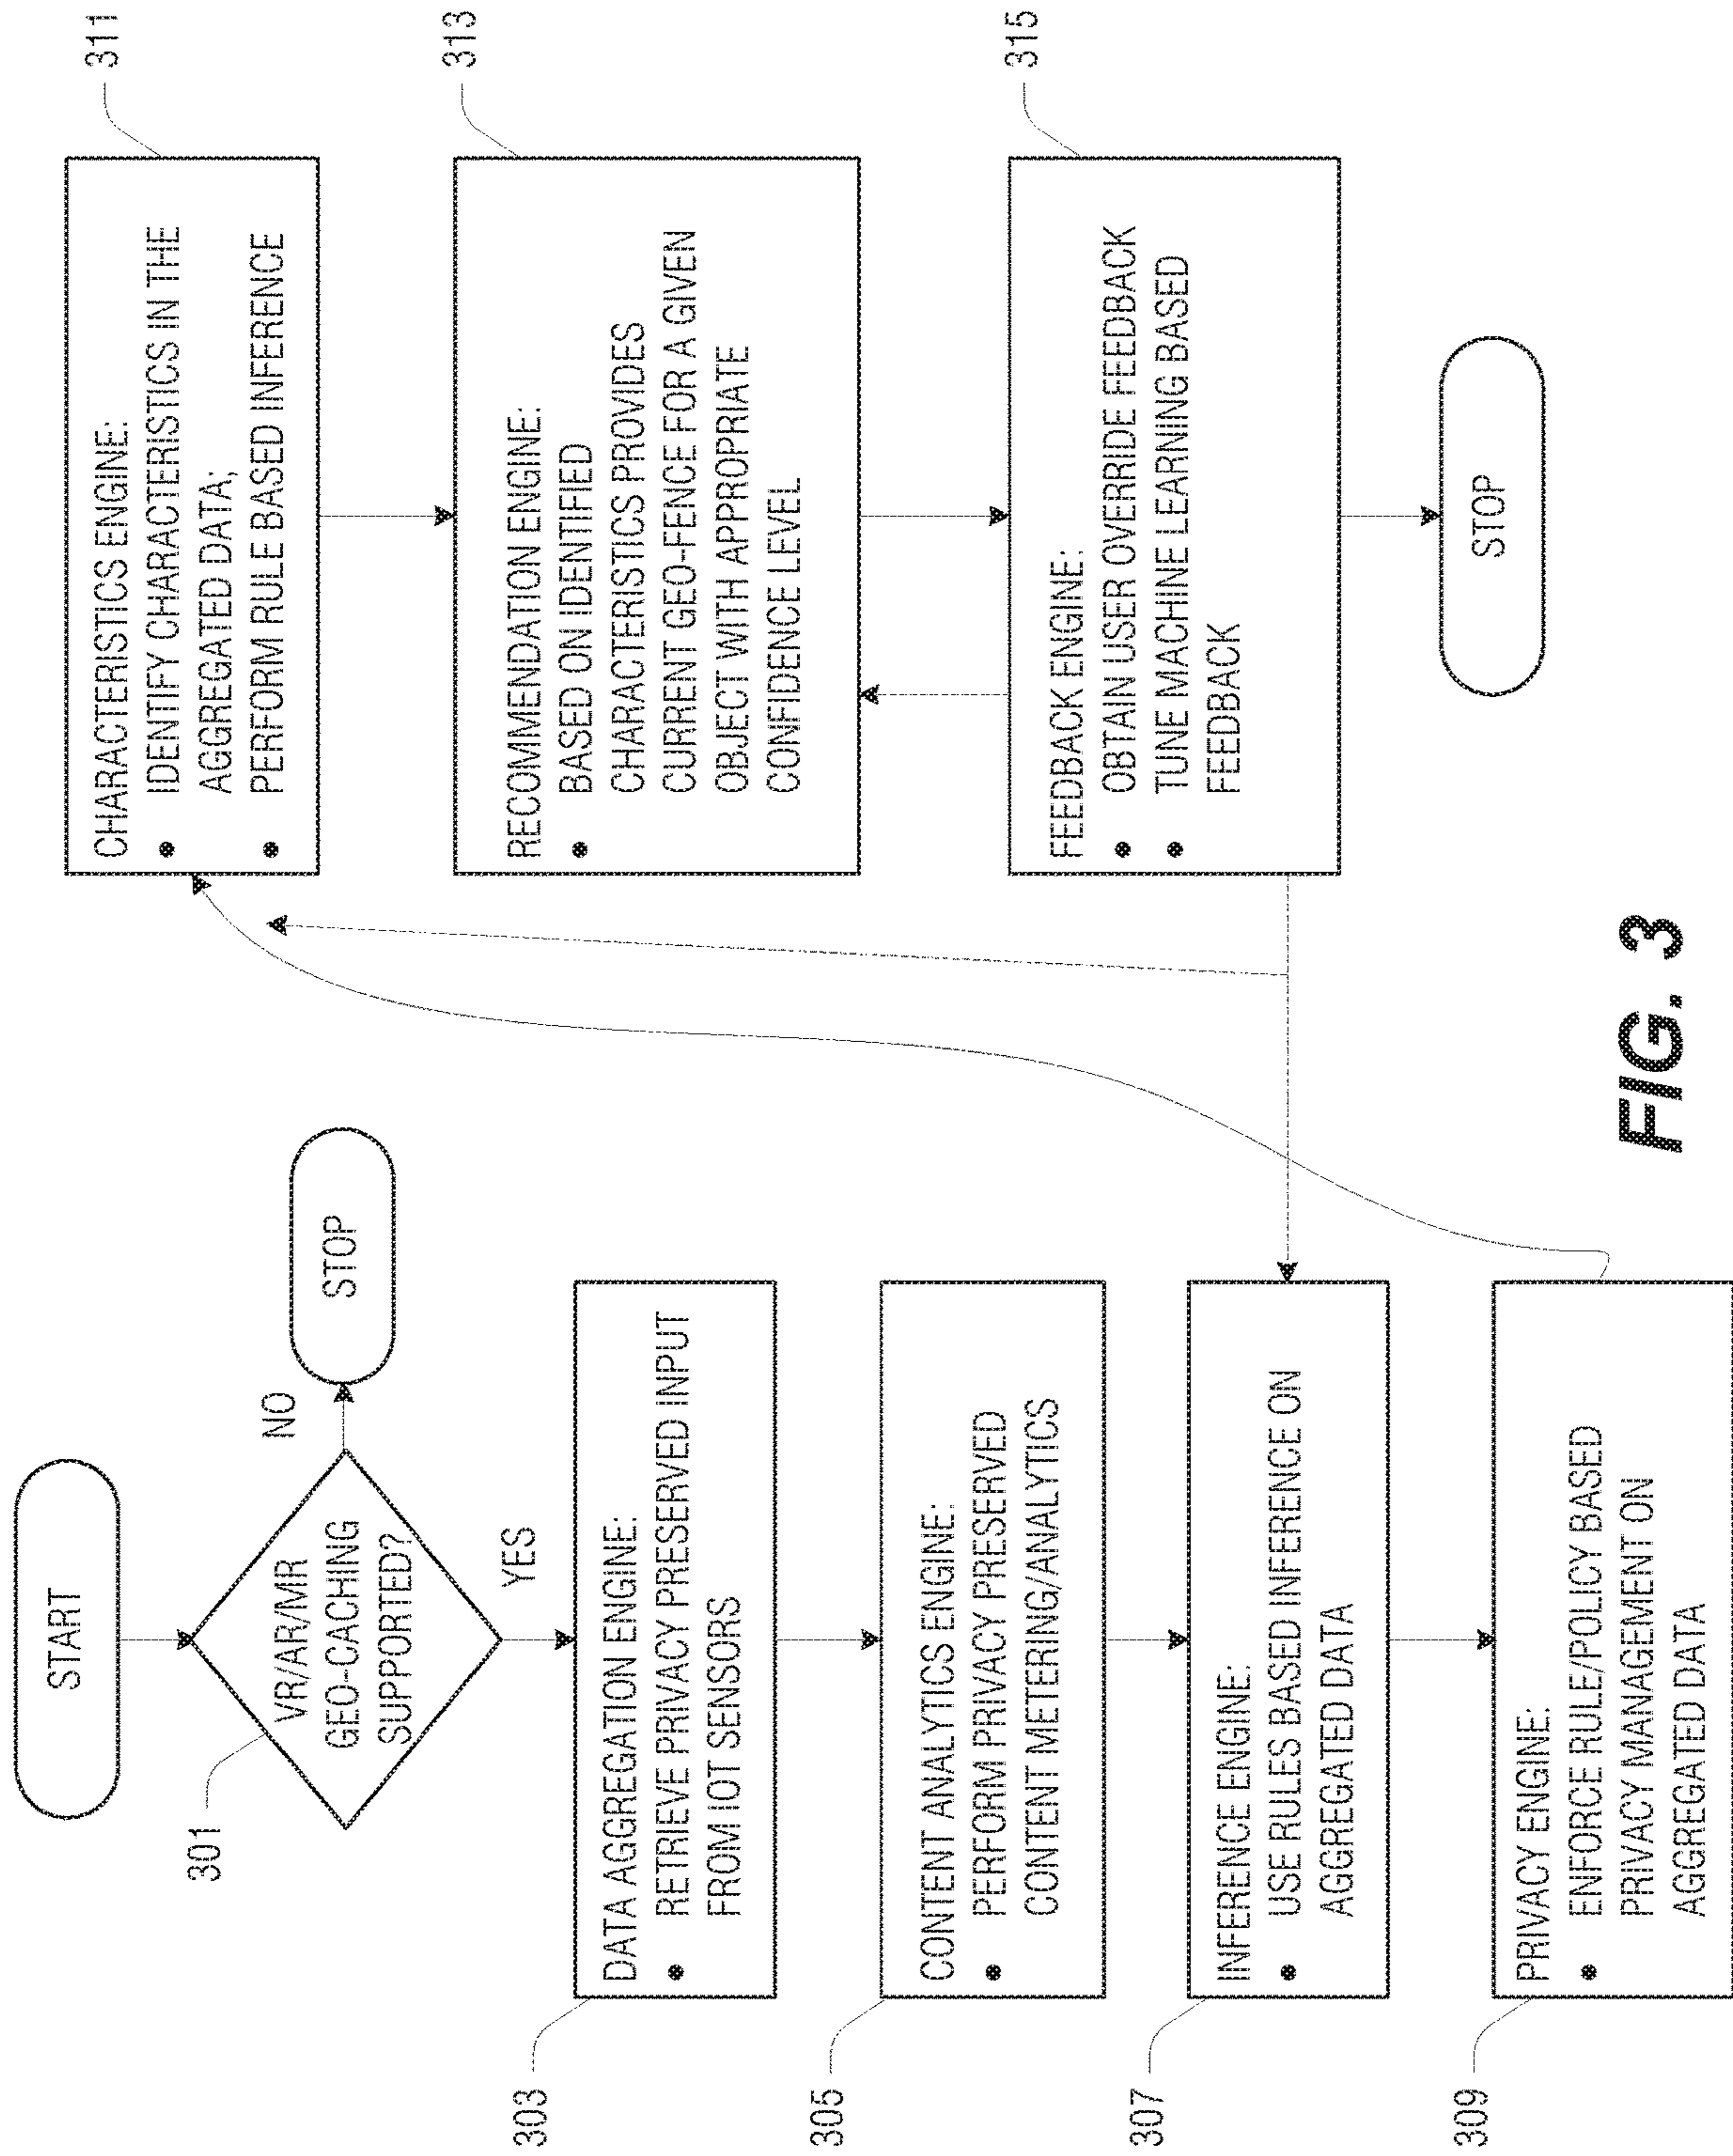 START
301
VR/AR/MR
GEO-CACHING
SUPPORTED?
NO
STOP
YES
303
DATA AGGREGATION ENGINE:
• RETRIEVE PRIVACY PRESERVED INPUT
FROM IOT SENSORS
305
CONTENT ANALYTICS ENGINE:
• PERFORM PRIVACY PRESERVED
CONTENT METERING/ANALYTICS
307
INFERENCE ENGINE:
• USE RULES BASED INFERENCE ON
AGGREGATED DATA
309
PRIVACY ENGINE:
• ENFORCE RULE/POLICY BASED
PRIVACY MANAGEMENT ON
AGGREGATED DATA
311
CHARACTERISTICS ENGINE:
• IDENTIFY CHARACTERISTICS IN THE
AGGREGATED DATA;
• PERFORM RULE BASED INFERENCE
313
RECOMMENDATION ENGINE:
• BASED ON IDENTIFIED
CHARACTERISTICS PROVIDES
CURRENT GEO-FENCE FOR A GIVEN
OBJECT WITH APPROPRIATE
CONFIDENCE LEVEL
315
FEEDBACK ENGINE:
• OBTAIN USER OVERRIDE FEEDBACK
• TUNE MACHINE LEARNING BASED
FEEDBACK
STOP
FIG. 3